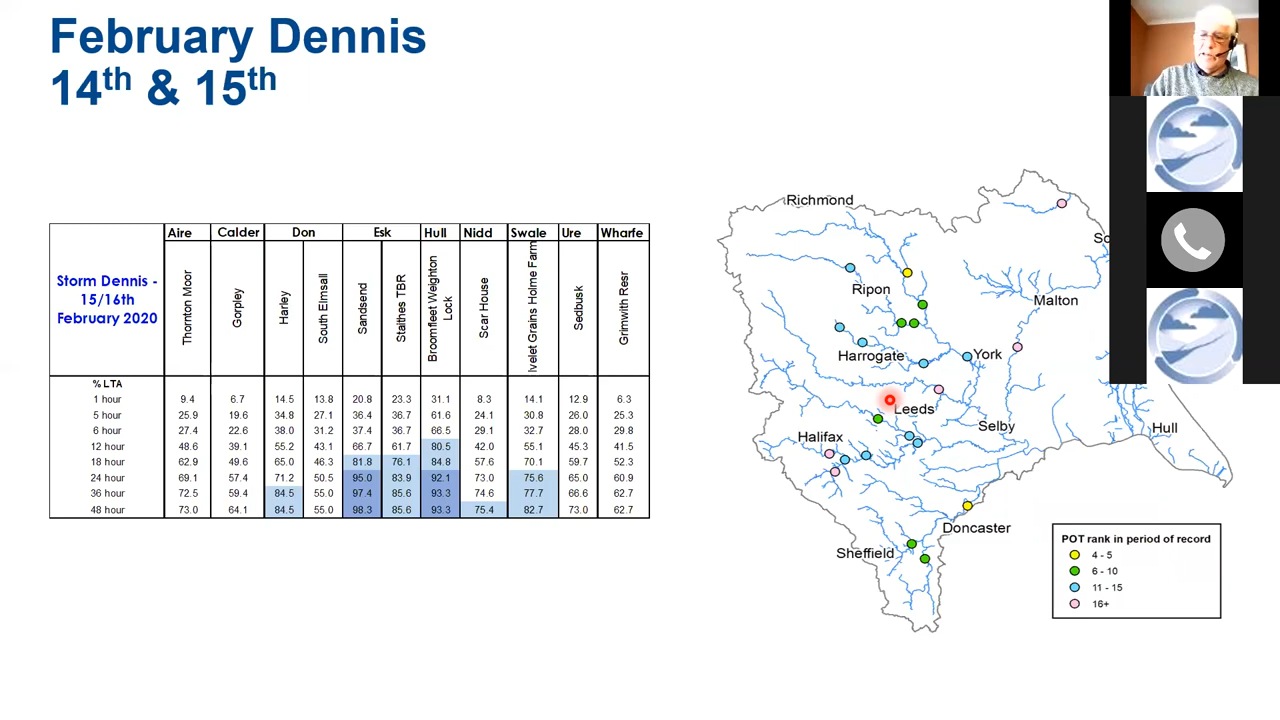 February Dennis
14th & 15th
Storm Dennis -
15/16th
February 2020
Aire Calder Don Esk Hull Nidd Swale Ure Wharfe
Thornton Moor
Gorpley
Harley
South Elmsall
Sandsend
Staithes TBR
Broomfleet Weighton
Lock
Scar House
Ivelet Grains Holme Farm
Sedbusk
Grimwith Resr
% LTA
1 hour 9.4 6.7 14.5 13.8 20.8 23.3 31.1 8.3 14.1 12.9 6.3
5 hour 25.9 19.6 34.8 27.1 36.4 36.7 61.6 24.1 30.8 26.0 25.3
6 hour 27.4 22.6 38.0 31.2 37.4 36.7 66.5 29.1 32.7 28.0 29.8
12 hour 48.6 39.1 55.2 43.1 66.7 61.7 80.5 42.0 55.1 45.3 41.5
18 hour 62.9 49.6 65.0 46.3 81.8 76.1 84.8 57.6 70.1 59.7 52.3
24 hour 69.1 57.4 71.2 50.5 95.0 83.9 92.1 73.0 75.6 65.0 60.9
36 hour 72.5 59.4 84.5 55.0 97.4 85.6 93.3 74.6 77.7 66.6 62.7
48 hour 73.0 64.1 84.5 55.0 98.3 85.6 93.3 75.4 82.7 73.0 62.7
Richmond
Sc
Ripon
Malton
Harrogate
York
Leeds
Selby
Halifax
Hull
Doncaster
Sheffield
POT rank in period of record
4 - 5
6 - 10
11 - 15
16+